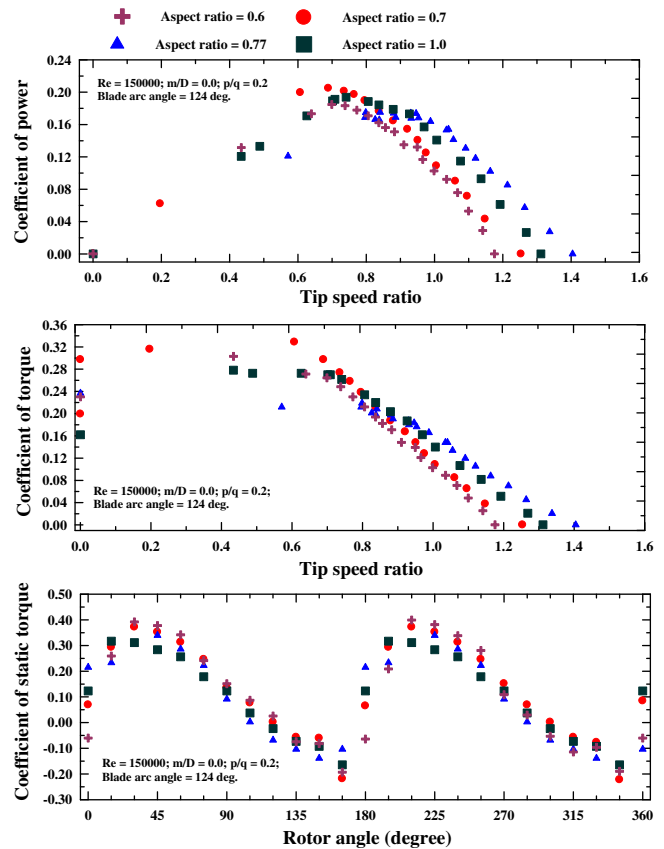 Aspect ratio = 0.6 Aspect ratio = 0.7
Aspect ratio = 0.77 Aspect ratio = 1.0
0.24
0.20
0.16
0.12
0.08
0.04
0.00
Coefficient of power
Re = 150000; m/D = 0.0; p/q = 0.2
Blade arc angle = 124 deg.
0.0 0.2 0.4 0.6 0.8 1.0 1.2 1.4 1.6
Tip speed ratio
0.36
0.32
0.28
0.24
0.20
0.16
0.12
0.08
0.04
0.00
Coefficient of torque
Re = 150000; m/D = 0.0; p/q = 0.2;
Blade arc angle = 124 deg.
0.0 0.2 0.4 0.6 0.8 1.0 1.2 1.4 1.6
Tip speed ratio
0.50
0.40
0.30
0.20
0.10
0.00
-0.10
-0.20
-0.30
Coefficient of static torque
Re = 150000; m/D = 0.0; p/q = 0.2;
Blade arc angle = 124 deg.
0 45 90 135 180 225 270 315 360
Rotor angle (degree)